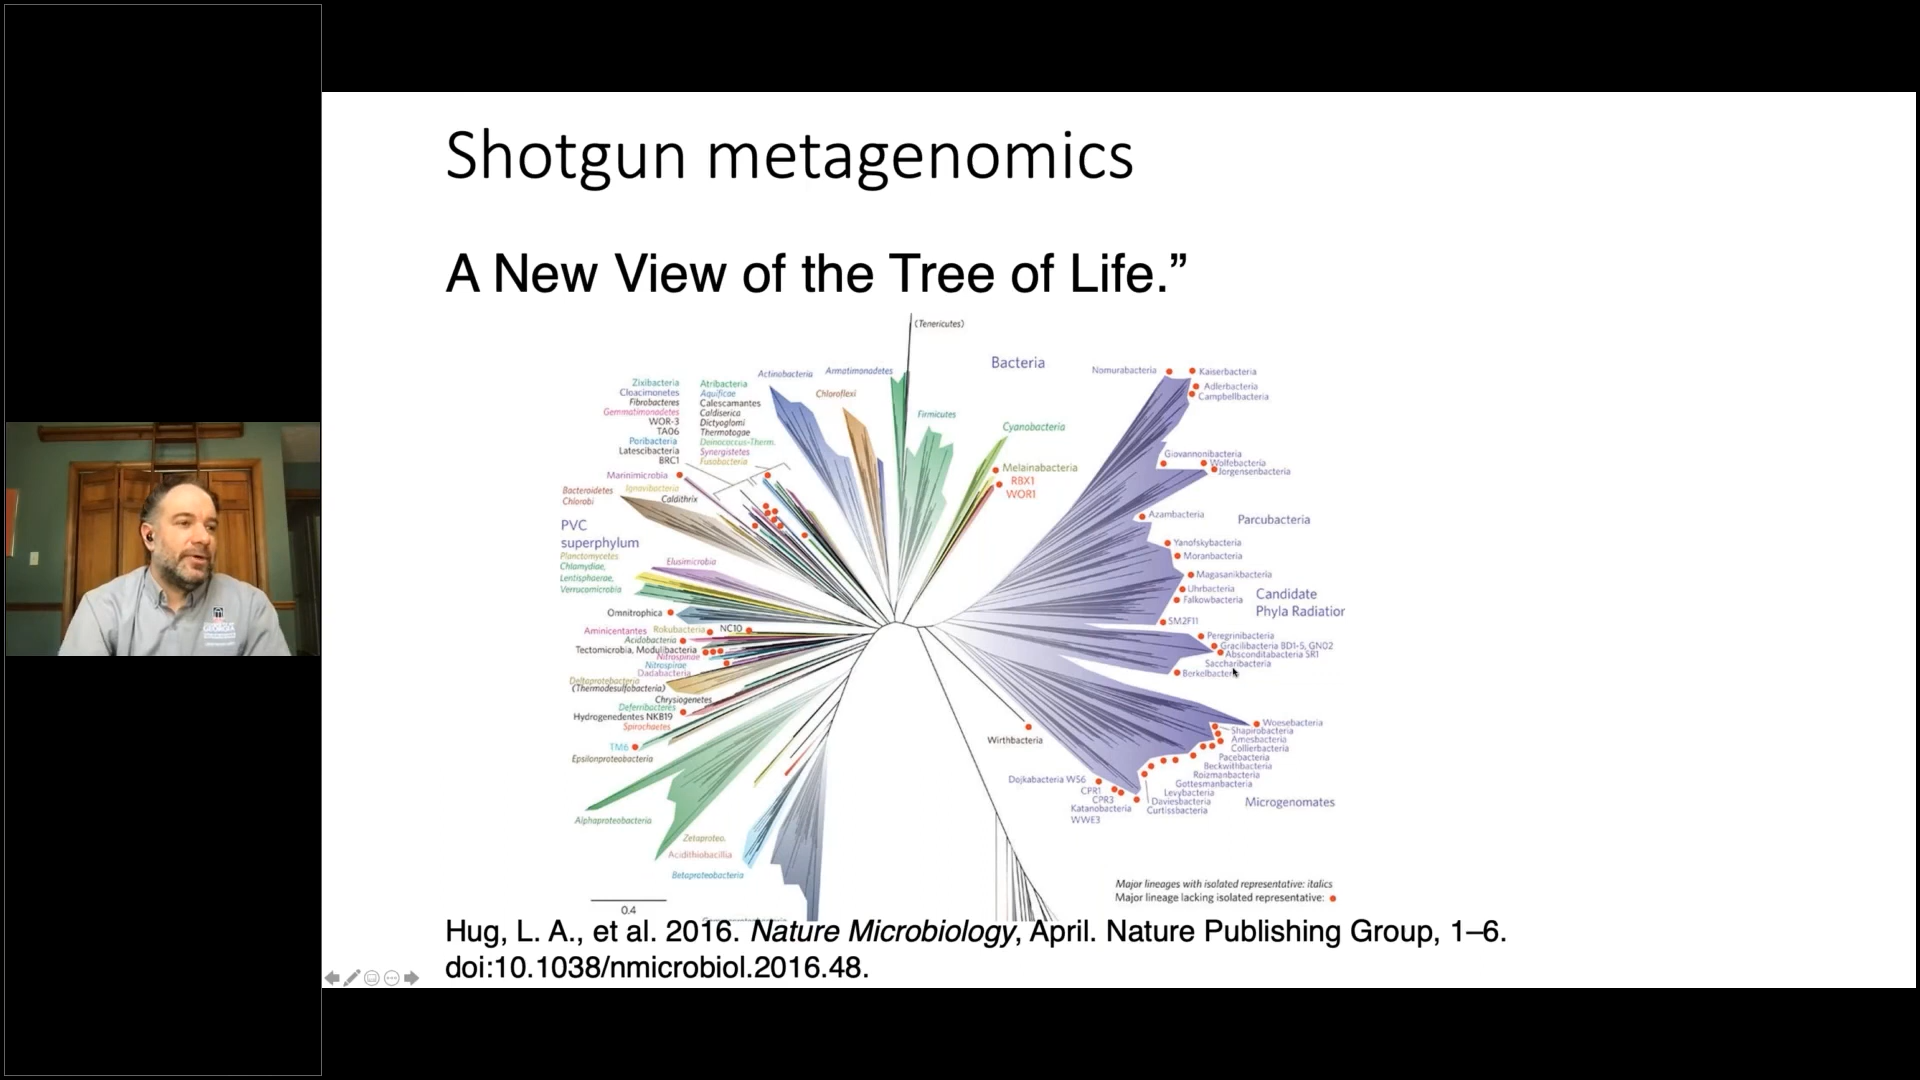 Shotgun metagenomics
A New View of the Tree of Life.”
(Tenericutes)
Bacteria
Actinobacteria
Armatimonadetes
Zixibacteria
Cloacimonetes
Fibrobacteres
Gemmatimonadetes
WOR-3
TA06
Poribacteria
Latescibacteria
BRC1
Atribacteria
Aquificae
Calescamantes
Caldiserica
Dictyoglomi
Thermotogae
Deinococcus-Therm.
Synergistetes
Fusobacteria
Chloroflexi
Firmicutes
Cyanobacteria
Melainabacteria
RBX1
WOR1
Marinimicrobia
Bacteroidetes
Chlorobi
Ignavibacteria
Caldithrix
PVC
superphylum
Planctomycetes
Chlamydiae,
Lentisphaerae,
Verrucomicrobia
Elusimicrobia
Omnitrophica
Aminicentantes
Rokubacteria
NC10
Acidobacteria
Tectomicrobia, Modulibacteria
Nitrospinae
Nitrospirae
Dadabacteria
Deltaprotebacteria
(Thermodesulfobacteria)
Chrysiogenetes
Deferribacteres
Hydrogenedentes NKB19
Spirochaetes
TM6
Epsilonproteobacteria
Alphaproteobacteria
Zetaproteo.
Acidithiobacillia
Betaproteobacteria
Nomurabacteria
Kaiserbacteria
Adlerbacteria
Campbellbacteria
Giovannonibacteria
Wolfebacteria
Jorgensenbacteria
Azambacteria
Parcubacteria
Yanofskybacteria
Moranbacteria
Magasanikbacteria
Uhrbacteria
Falkowbacteria
Candidate
Phyla Radiation
SM2F11
Peregrinibacteria
Gracilibacteria BD1-5, GN02
Absconditabacteria SR1
Saccharibacteria
Berkelbacteria
Woesebacteria
Shapirobacteria
Amesbacteria
Collierbacteria
Pacebacteria
Beckwithbacteria
Roizmanbacteria
Gottesmanbacteria
Levybacteria
Daviesbacteria
Curtissbacteria
Microgenomates
Wirthbacteria
Dojkabacteria WS6
CPR1
CPR3
Katanobacteria
WWE3
Major lineages with isolated representative: italics
Major lineage lacking isolated representative:
0.4
Hug, L. A., et al. 2016. Nature Microbiology, April. Nature Publishing Group, 1–6.
doi:10.1038/nmicrobiol.2016.48.